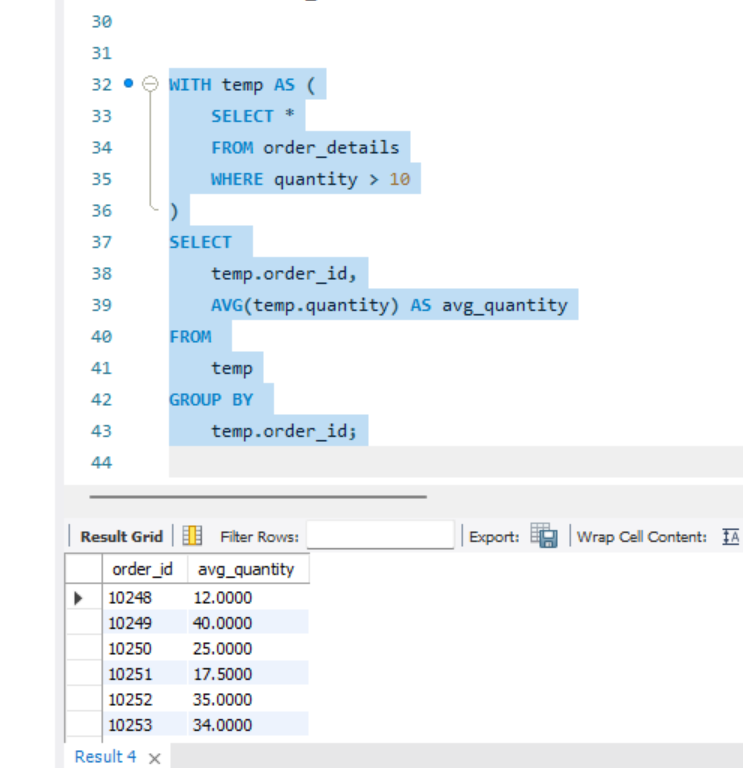 30
31
32 WITH temp AS (
33 SELECT *
34 FROM order_details
35 WHERE quantity > 10
36 )
37 SELECT
38 temp.order_id,
39 AVG(temp.quantity) AS avg_quantity
40 FROM
41 temp
42 GROUP BY
43 temp.order_id;
44
Result Grid Filter Rows: Export: Wrap Cell Content: IA
order_id avg_quantity
10248 12.0000
10249 40.0000
10250 25.0000
10251 17.5000
10252 35.0000
10253 34.0000
Result 4 ×